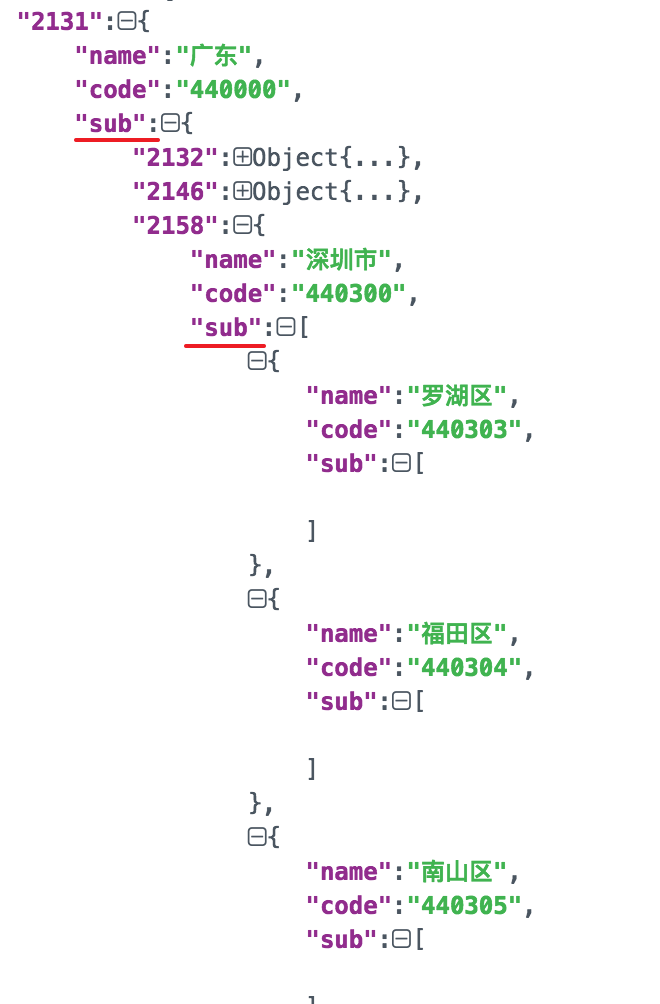 "2131":{
"name":"广东",
"code":"440000",
"sub":{
"2132":Object{...},
"2146":Object{...},
"2158":{
"name":"深圳市",
"code":"440300",
"sub":[
{
"name":"罗湖区",
"code":"440303",
"sub":[
]
},
{
"name":"福田区",
"code":"440304",
"sub":[
]
},
{
"name":"南山区",
"code":"440305",
"sub":[
]